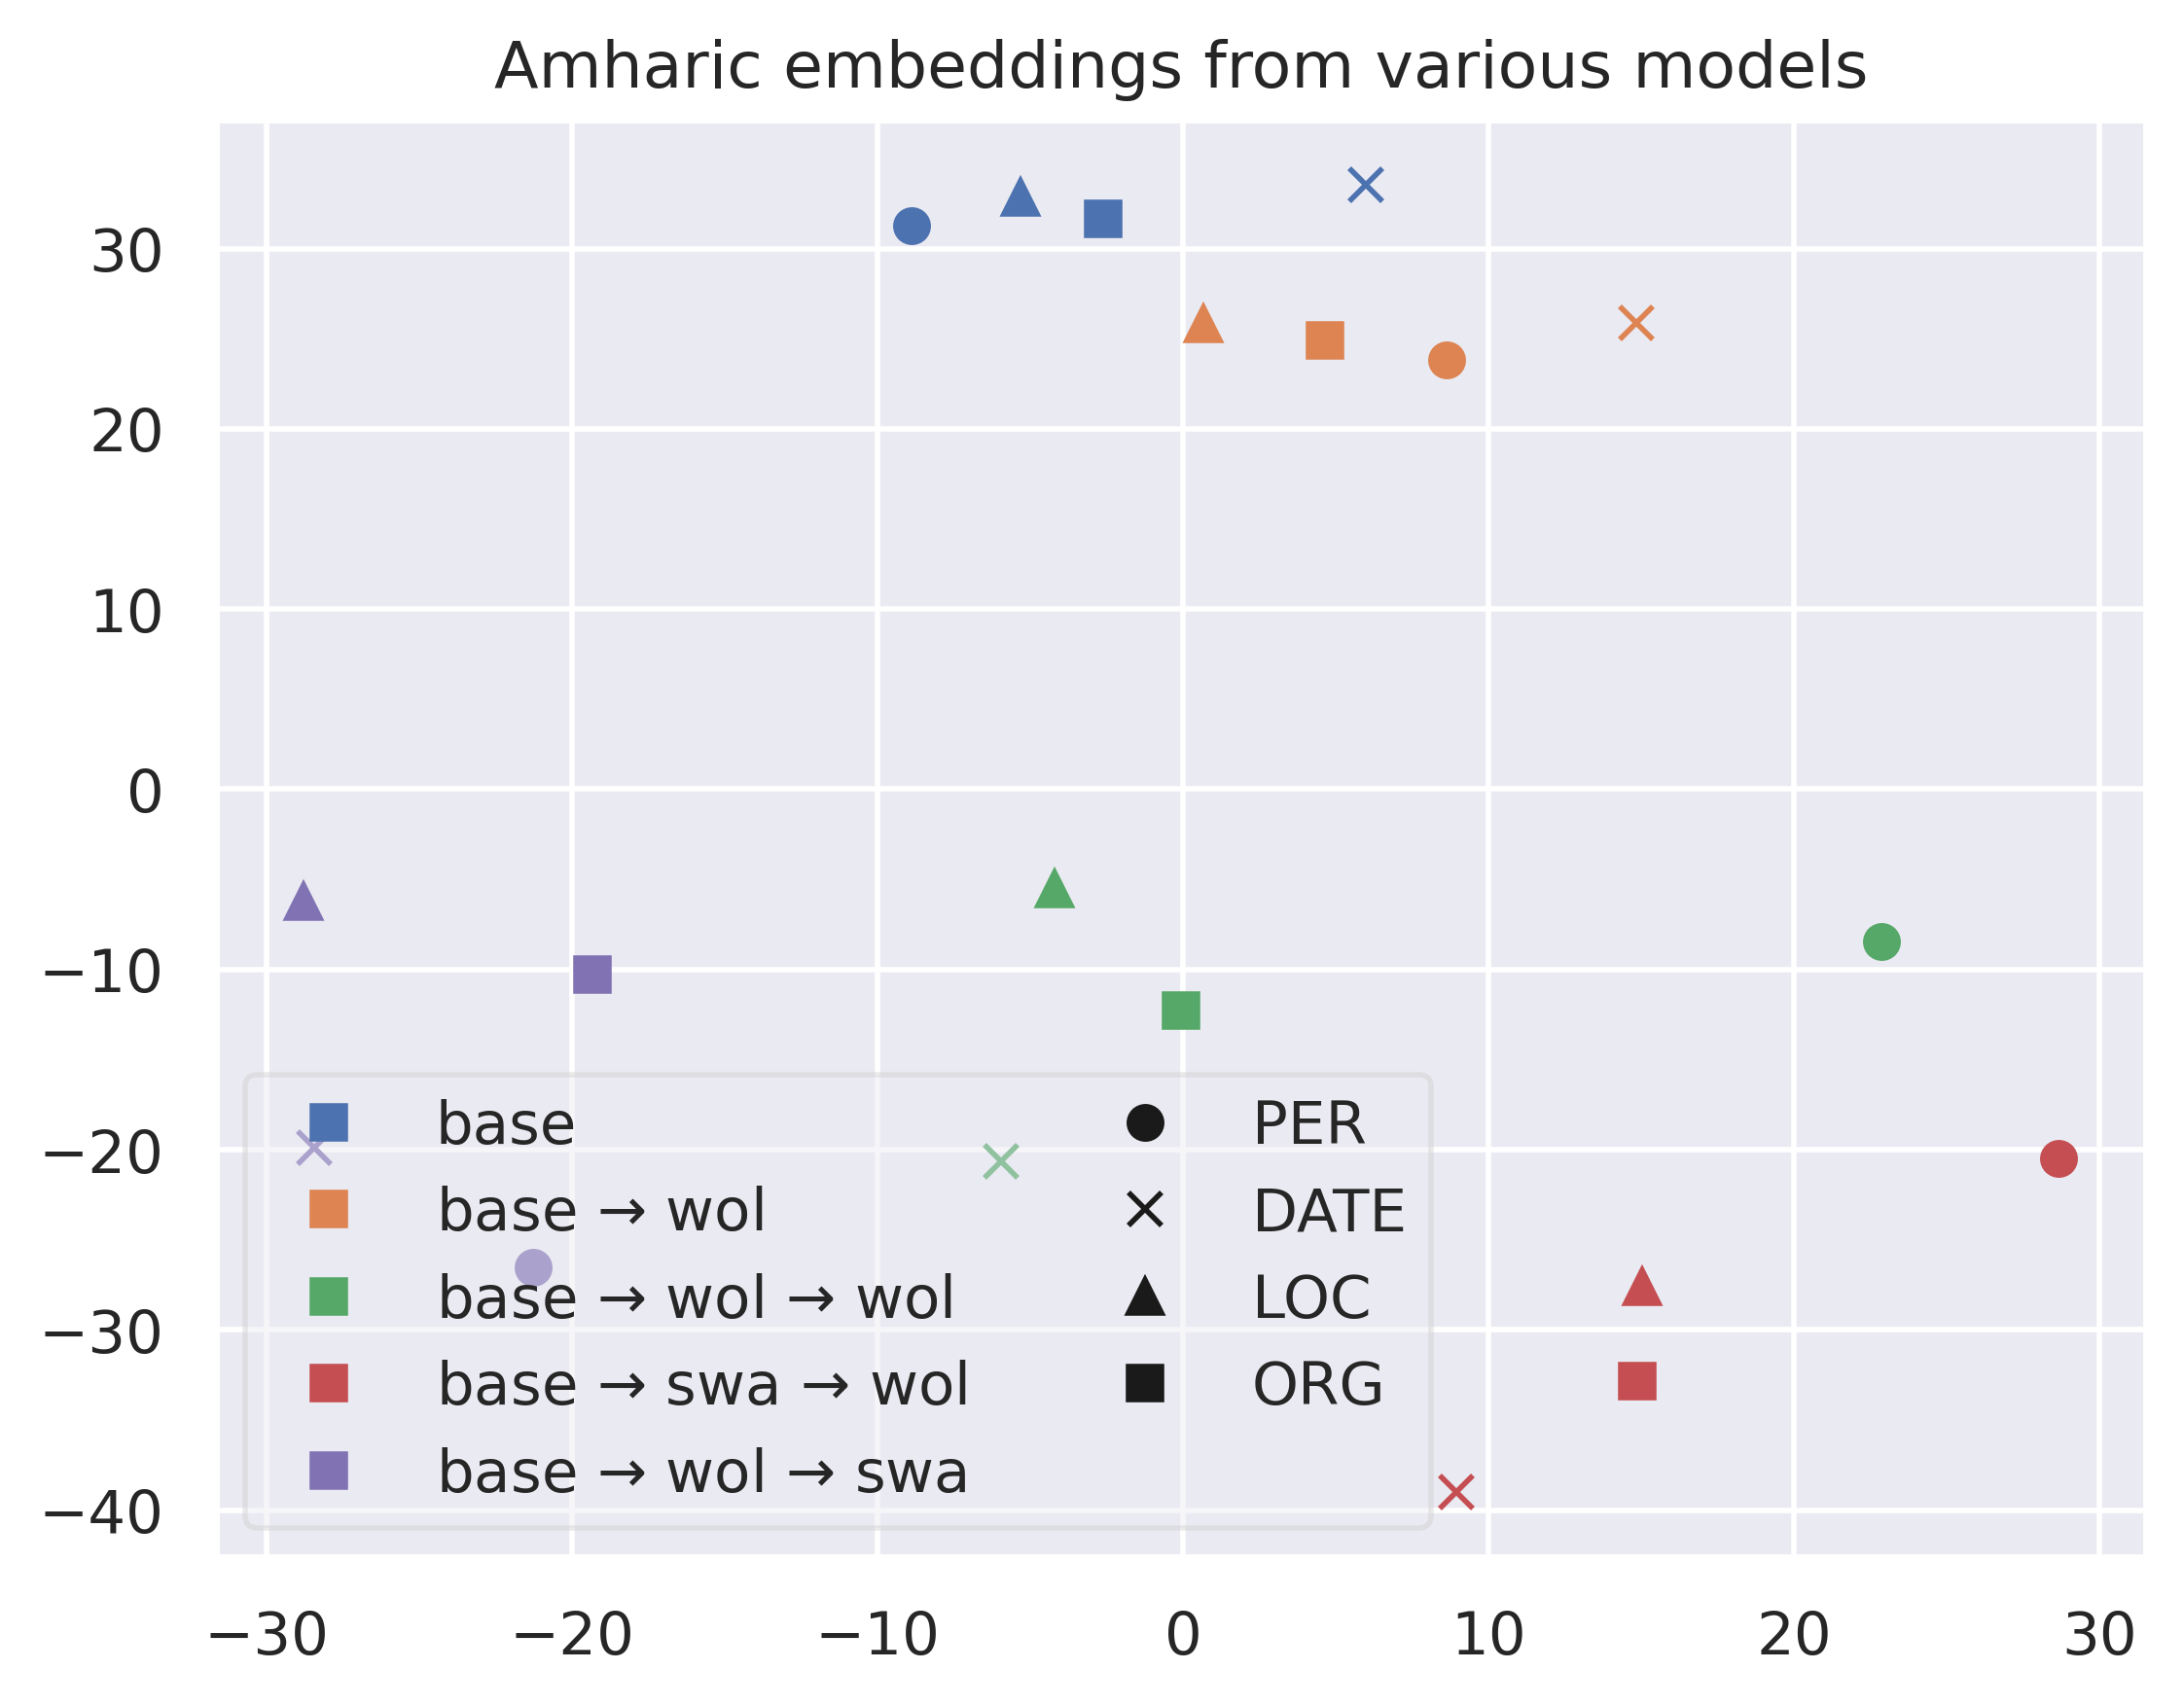 Amharic embeddings from various models
30
20
10
0
−10
−20
−30
−40
base
base → wol
base → wol → wol
base → swa → wol
base → wol → swa
PER
DATE
LOC
ORG
−30 −20 −10 0 10 20 30